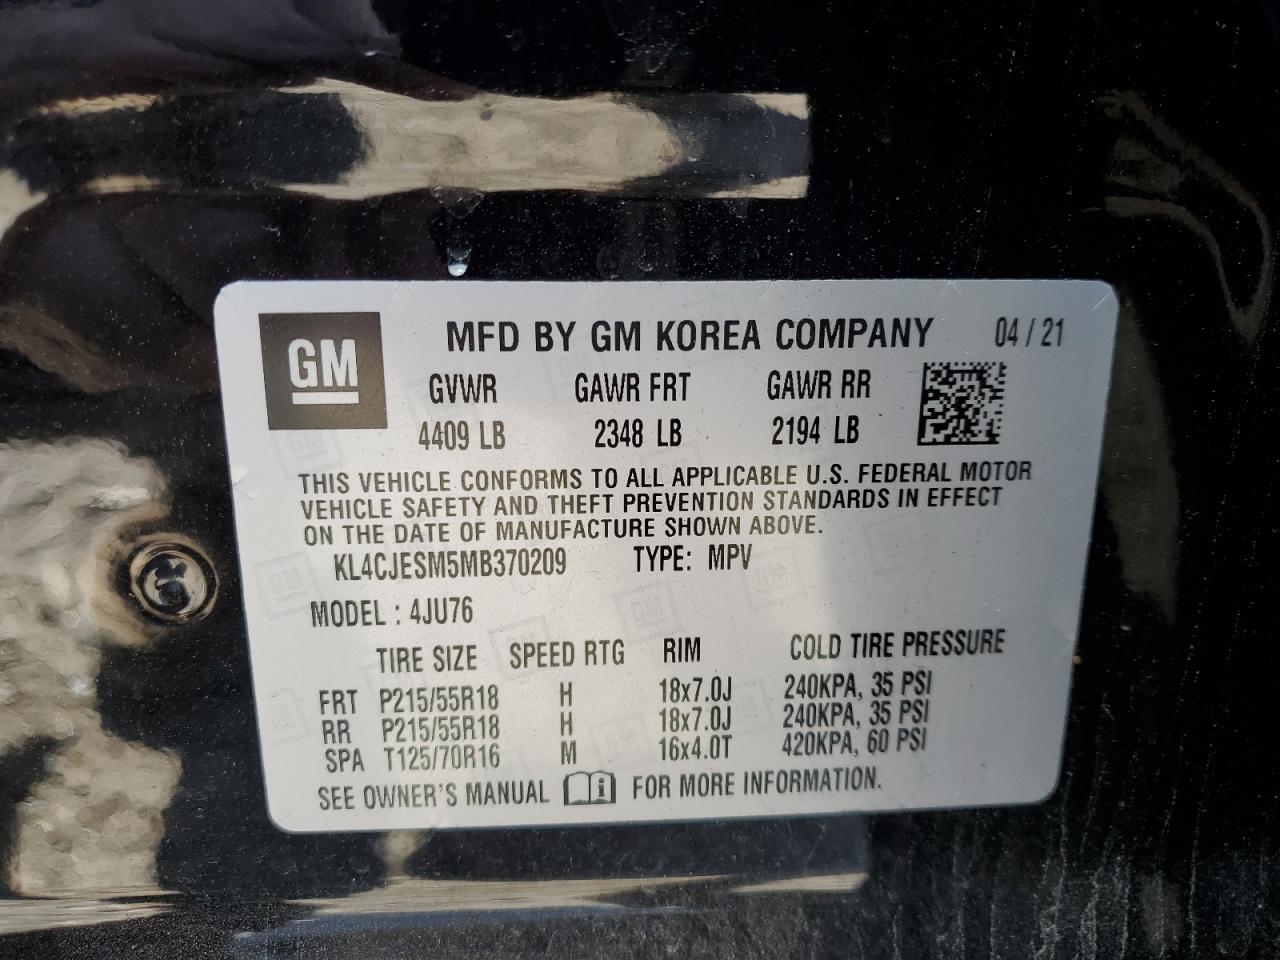 GM
MFD BY GM KOREA COMPANY 04 / 21
GVWR GAWR FRT GAWR RR
4409 LB 2348 LB 2194 LB
THIS VEHICLE CONFORMS TO ALL APPLICABLE U.S. FEDERAL MOTOR
VEHICLE SAFETY AND THEFT PREVENTION STANDARDS IN EFFECT
ON THE DATE OF MANUFACTURE SHOWN ABOVE.
KL4CJESM5MB370209 TYPE: MPV
MODEL : 4JU76
TIRE SIZE SPEED RTG RIM COLD TIRE PRESSURE
FRT P215/55R18 H 18x7.0J 240KPA, 35 PSI
RR P215/55R18 H 18x7.0J 240KPA, 35 PSI
SPA T125/70R16 M 16x4.0T 420KPA, 60 PSI
SEE OWNER'S MANUAL i FOR MORE INFORMATION.